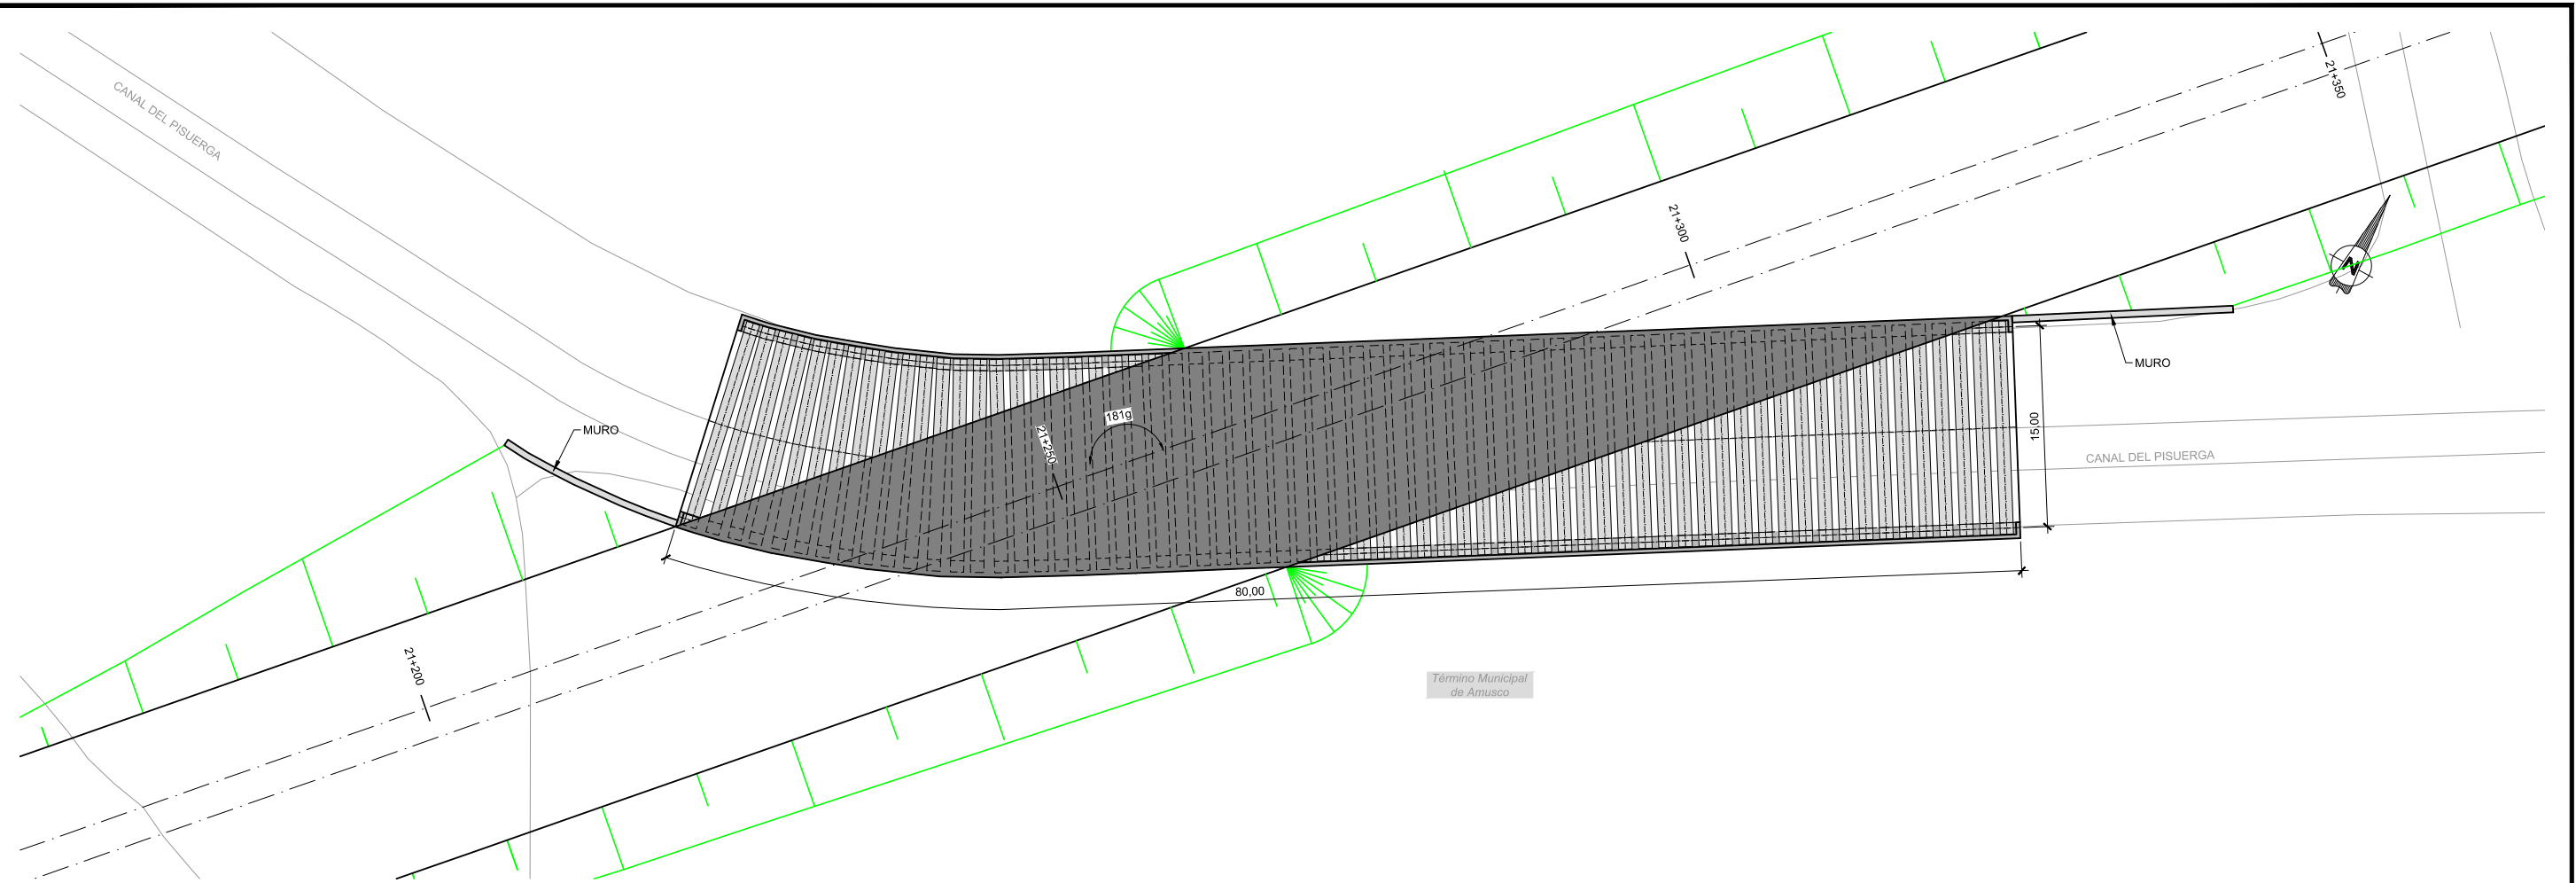 CANAL DEL PISUERGA
21+350
21+300
MURO
181g
21+250
MURO
15,00
CANAL DEL PISUERGA
80,00
21+200
Término Municipal
de Amusco
N